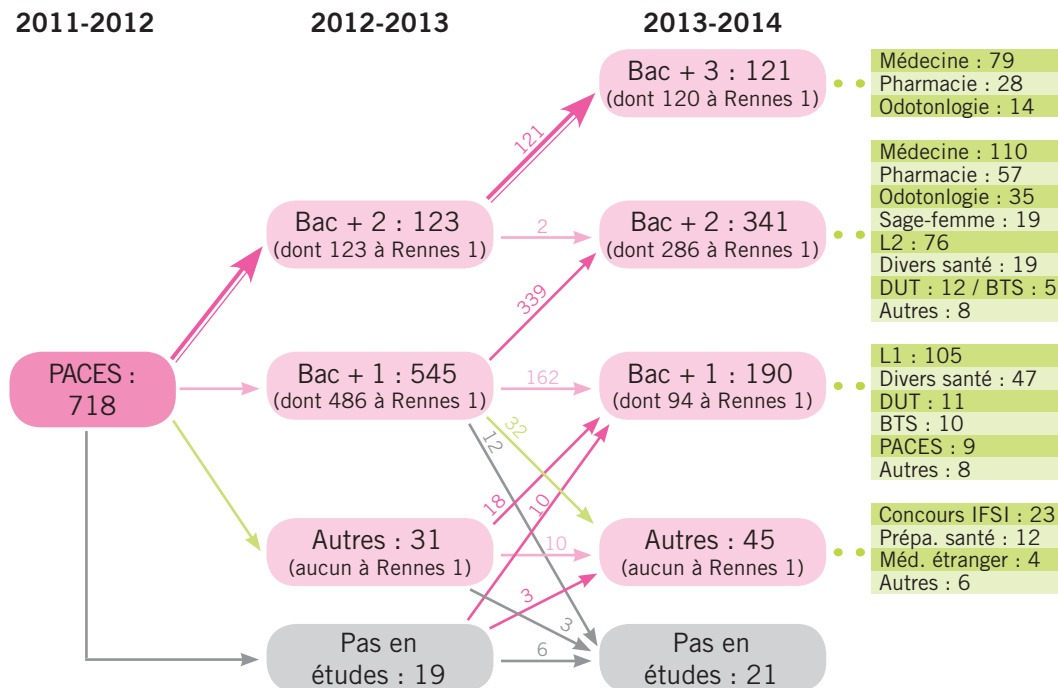 2011-2012
2012-2013
2013-2014
PACES :
718
Bac + 2 : 123
(dont 123 à Rennes 1)
Bac + 1 : 545
(dont 486 à Rennes 1)
Autres : 31
(aucun à Rennes 1)
Pas en
études : 19
121
2
339
162
32
12
18
10
10
3
3
6
Bac + 3 : 121
(dont 120 à Rennes 1)
Bac + 2 : 341
(dont 286 à Rennes 1)
Bac + 1 : 190
(dont 94 à Rennes 1)
Autres : 45
(aucun à Rennes 1)
Pas en
études : 21
Médecine : 79
Pharmacie : 28
Odotonlogie : 14
Médecine : 110
Pharmacie : 57
Odotonlogie : 35
Sage-femme : 19
L2 : 76
Divers santé : 19
DUT : 12 / BTS : 5
Autres : 8
L1 : 105
Divers santé : 47
DUT : 11
BTS : 10
PACES : 9
Autres : 8
Concours IFSI : 23
Prépa. santé : 12
Méd. étranger : 4
Autres : 6